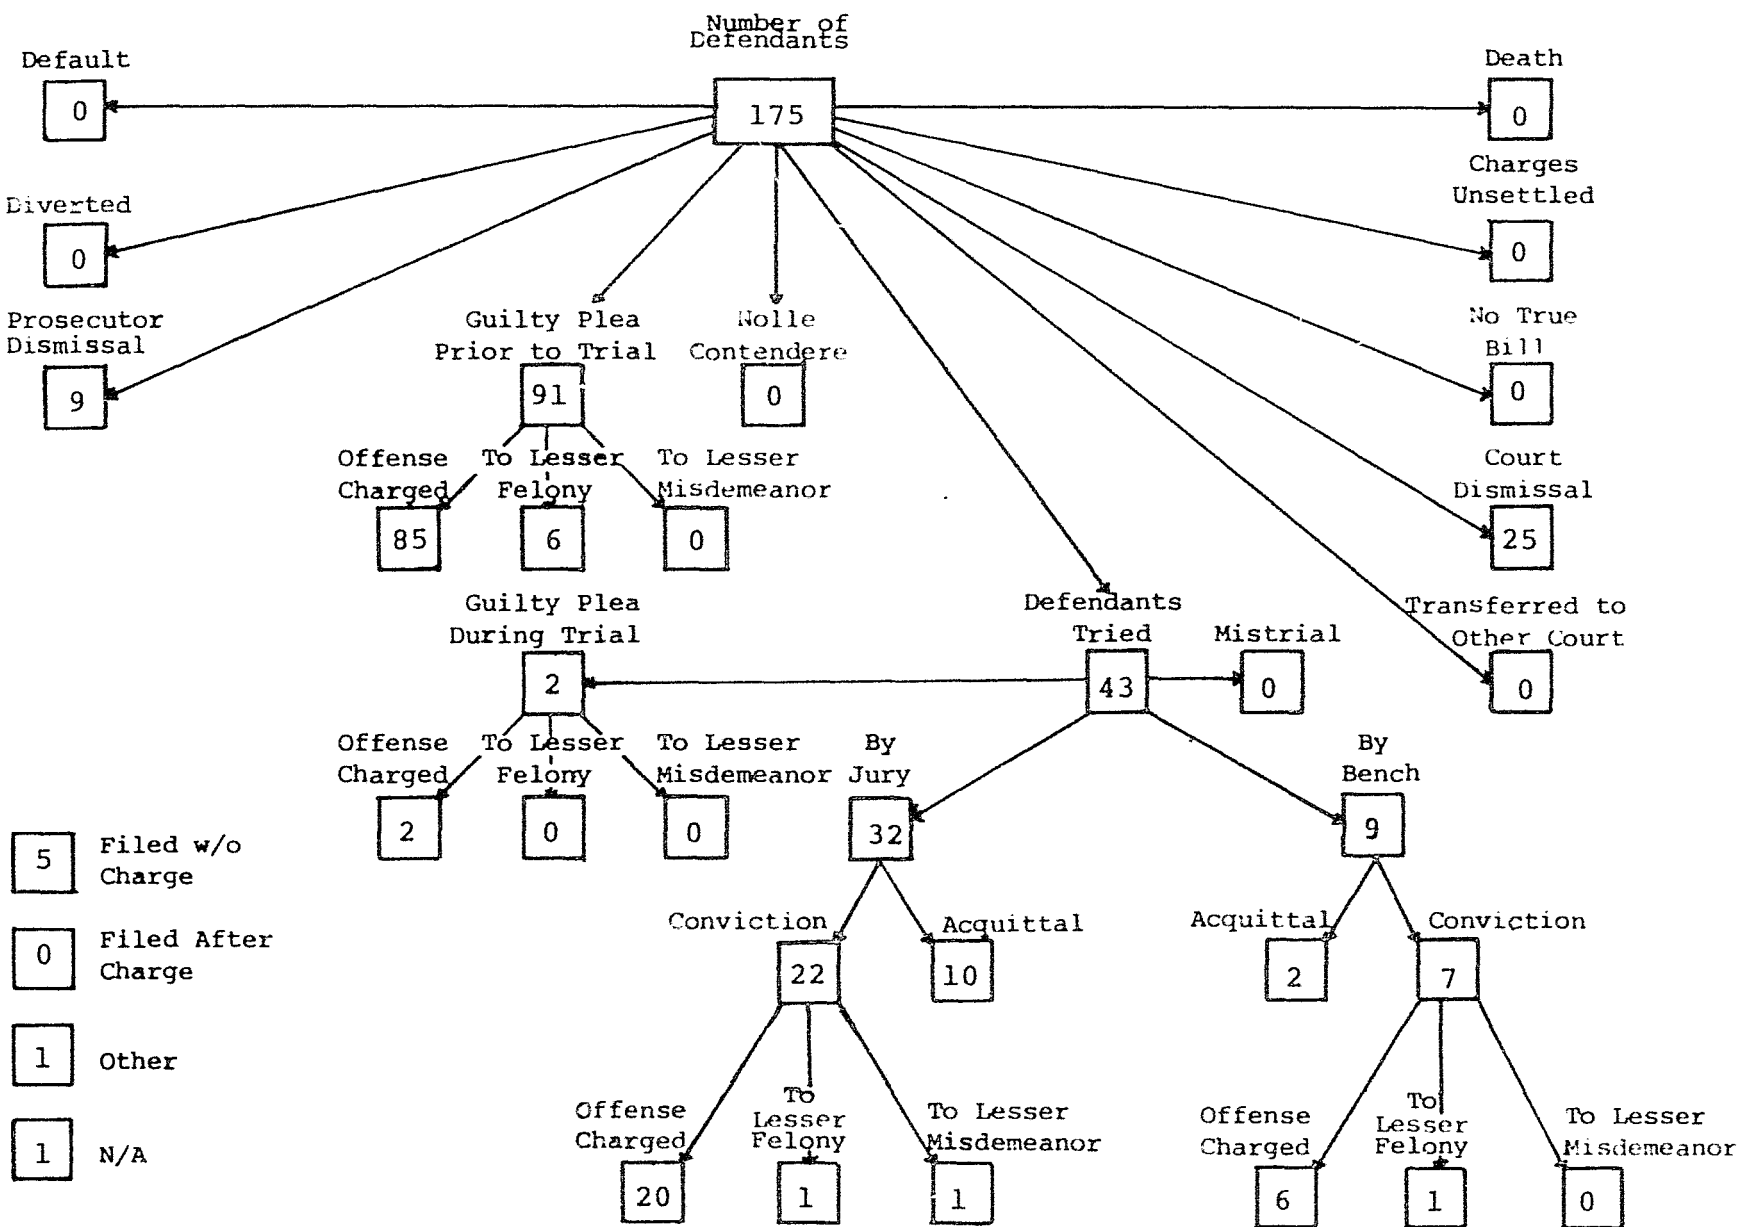 Number of
Defendants
175
Default
0
Death
0
Diverted
0
Charges
Unsettled
0
Prosecutor
Dismissal
9
Guilty Plea
Prior to Trial
91
Nolle
Contendere
0
No True
Bill
0
Offense
Charged
85
To Lesser
Felony
6
To Lesser
Misdemeanor
0
Court
Dismissal
25
Guilty Plea
During Trial
2
Defendants
Tried
43
Mistrial
0
Transferred to
Other Court
0
Offense
Charged
2
To Lesser
Felony
0
To Lesser
Misdemeanor
0
By
Jury
32
By
Bench
9
5
Filed w/o
Charge
0
Filed After
Charge
1
Other
1
N/A
Conviction
22
Acquittal
10
Acquittal
2
Conviction
7
Offense
Charged
20
To
Lesser
Felony
1
To Lesser
Misdemeanor
1
Offense
Charged
6
To
Lesser
Felony
1
To Lesser
Misdemeanor
0